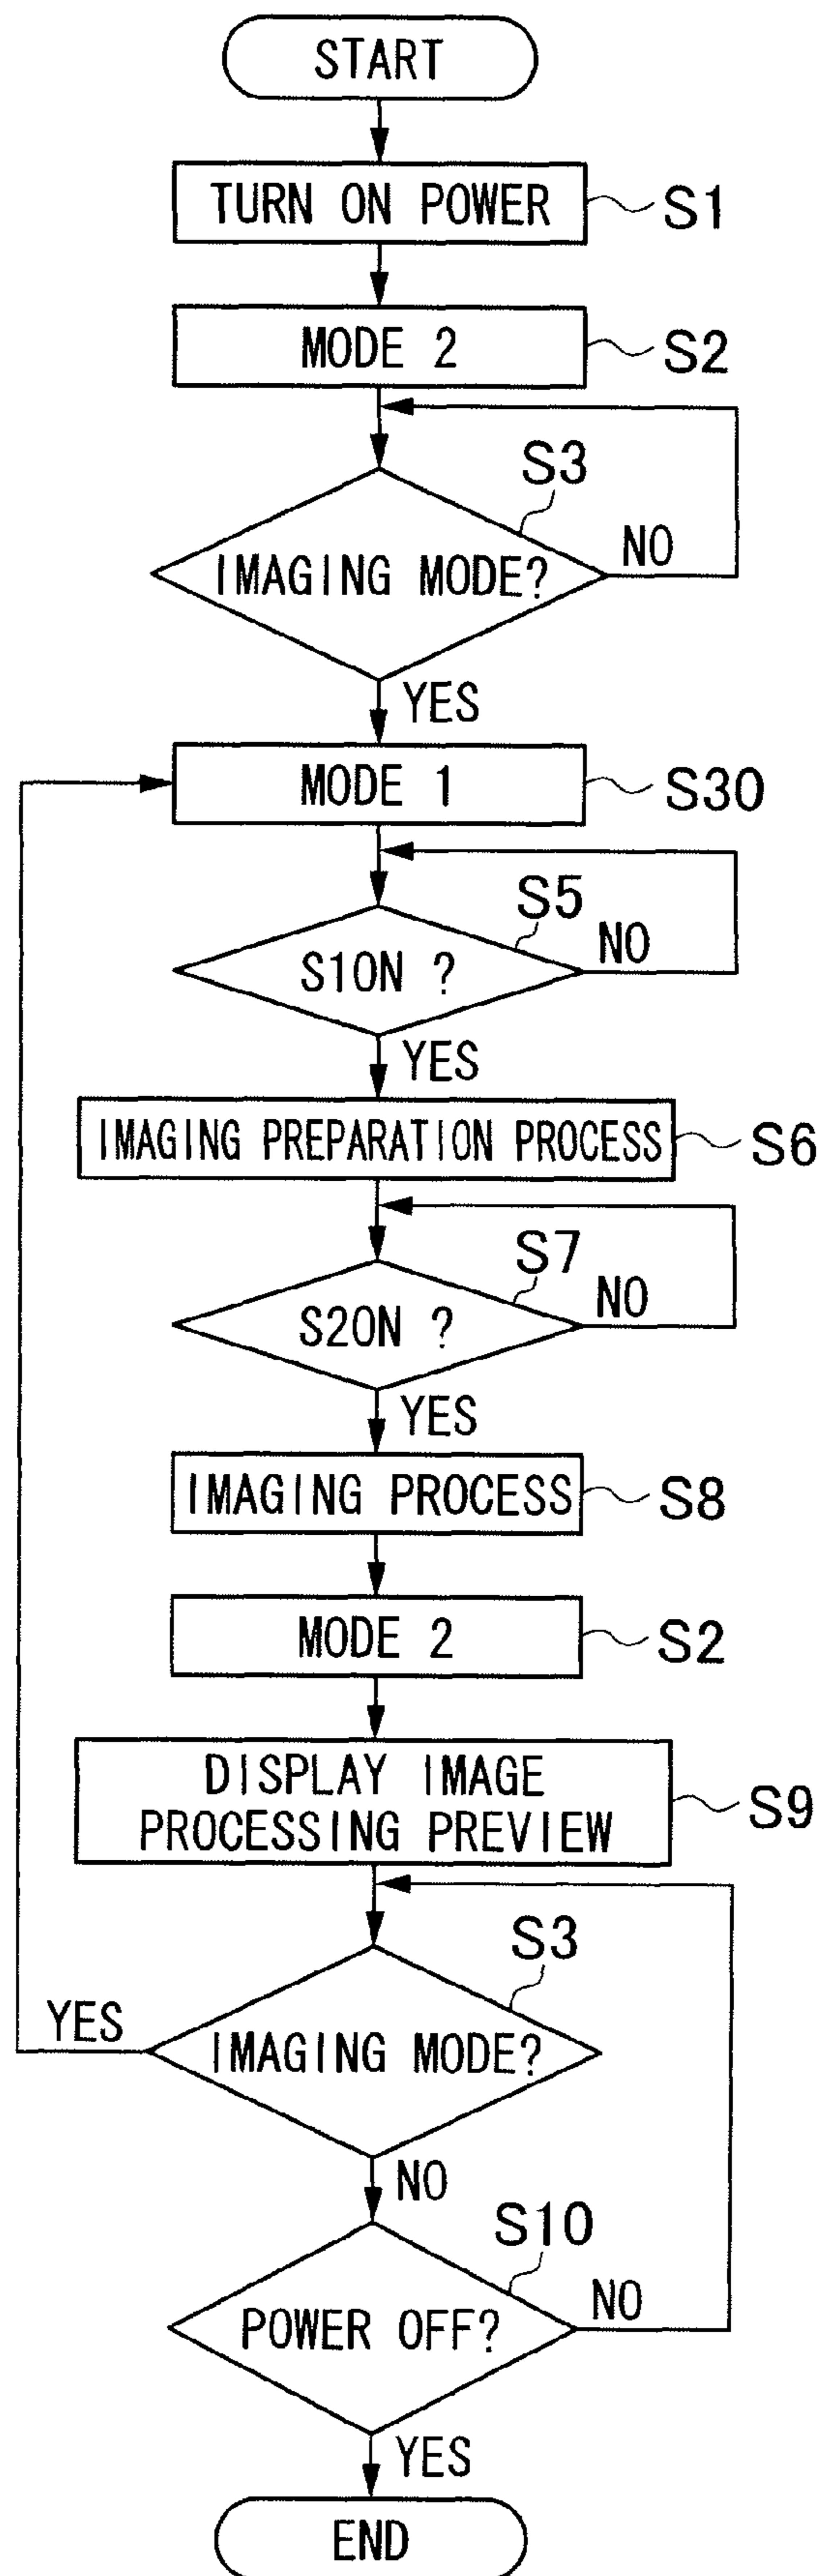 START
TURN ON POWER
S1
MODE 2
S2
S3
IMAGING MODE?
NO
YES
MODE 1
S30
S5
S1ON ?
NO
YES
IMAGING PREPARATION PROCESS
S6
S7
S2ON ?
NO
YES
IMAGING PROCESS
S8
MODE 2
S2
DISPLAY IMAGE
PROCESSING PREVIEW
S9
S3
YES
IMAGING MODE?
NO
S10
POWER OFF?
NO
YES
END